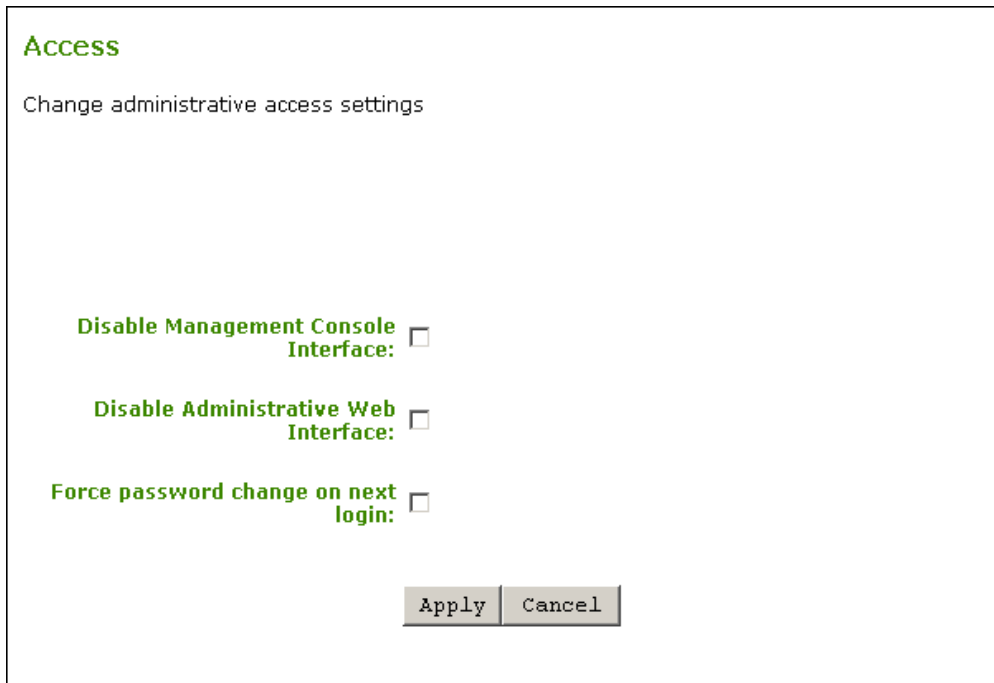 Access
Change administrative access settings
Disable Management Console
Interface:
Disable Administrative Web
Interface:
Force password change on next
login:
Apply Cancel